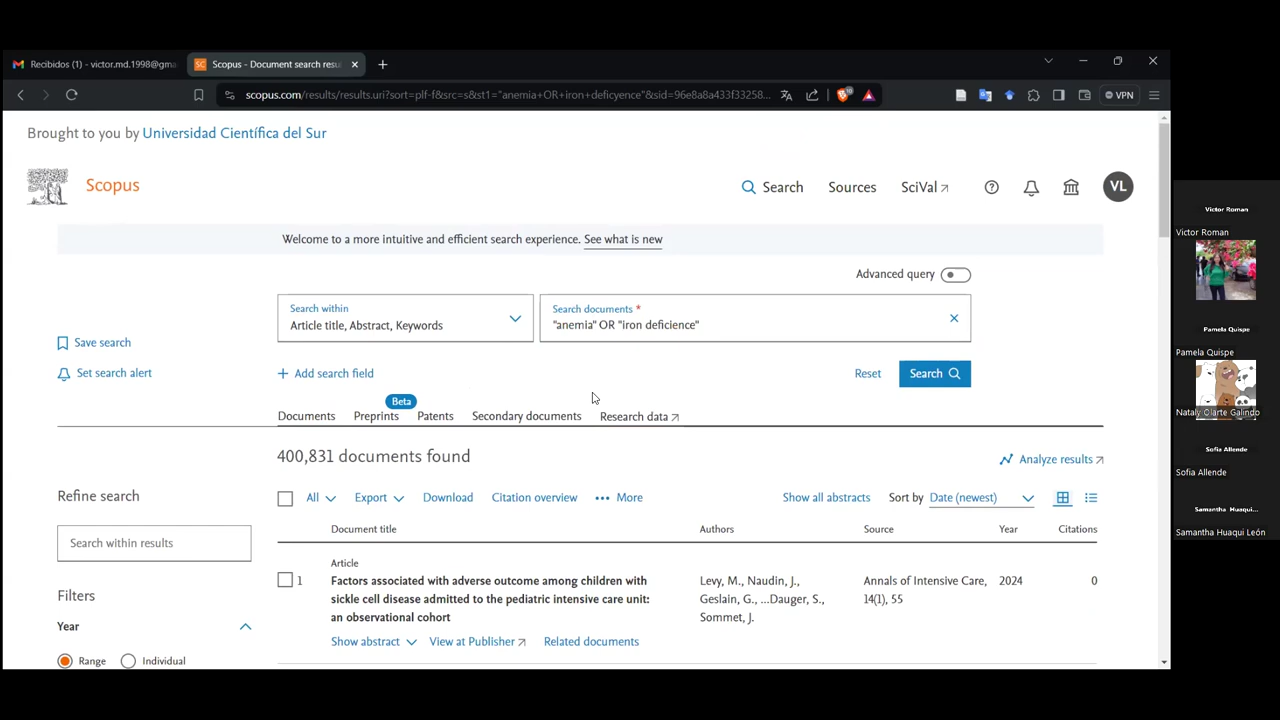 Recibidos (1) - victor.md.1998@gma
Scopus - Document search resu
scopus.com/results/results.uri?sort=plf-f&src=s&st1="anemia+OR+iron+deficyence"&sid=96e8a8a433f33258...
VPN
Brought to you by Universidad Científica del Sur
Scopus
Search
Sources
SciVal
VL
Welcome to a more intuitive and efficient search experience. See what is new
Advanced query
Search within
Article title, Abstract, Keywords
Search documents *
"anemia" OR "iron deficience"
Save search
Set search alert
Add search field
Reset
Search
Beta
Documents
Preprints
Patents
Secondary documents
Research data
400,831 documents found
Analyze results
Refine search
All
Export
Download
Citation overview
More
Show all abstracts
Sort by Date (newest)
Document title
Authors
Source
Year
Citations
Search within results
Article
1
Factors associated with adverse outcome among children with
sickle cell disease admitted to the pediatric intensive care unit:
an observational cohort
Levy, M., Naudin, J.,
Geslain, G., ...Dauger, S.,
Sommet, J.
Annals of Intensive Care,
14(1), 55
2024
0
Show abstract
View at Publisher
Related documents
Filters
Year
Range
Individual
Victor Roman
Victor Roman
Pamela Quispe
Pamela Quispe
Nataly Olarte Galindo
Sofia Allende
Sofia Allende
Samantha Huaqui...
Samantha Huaqui León